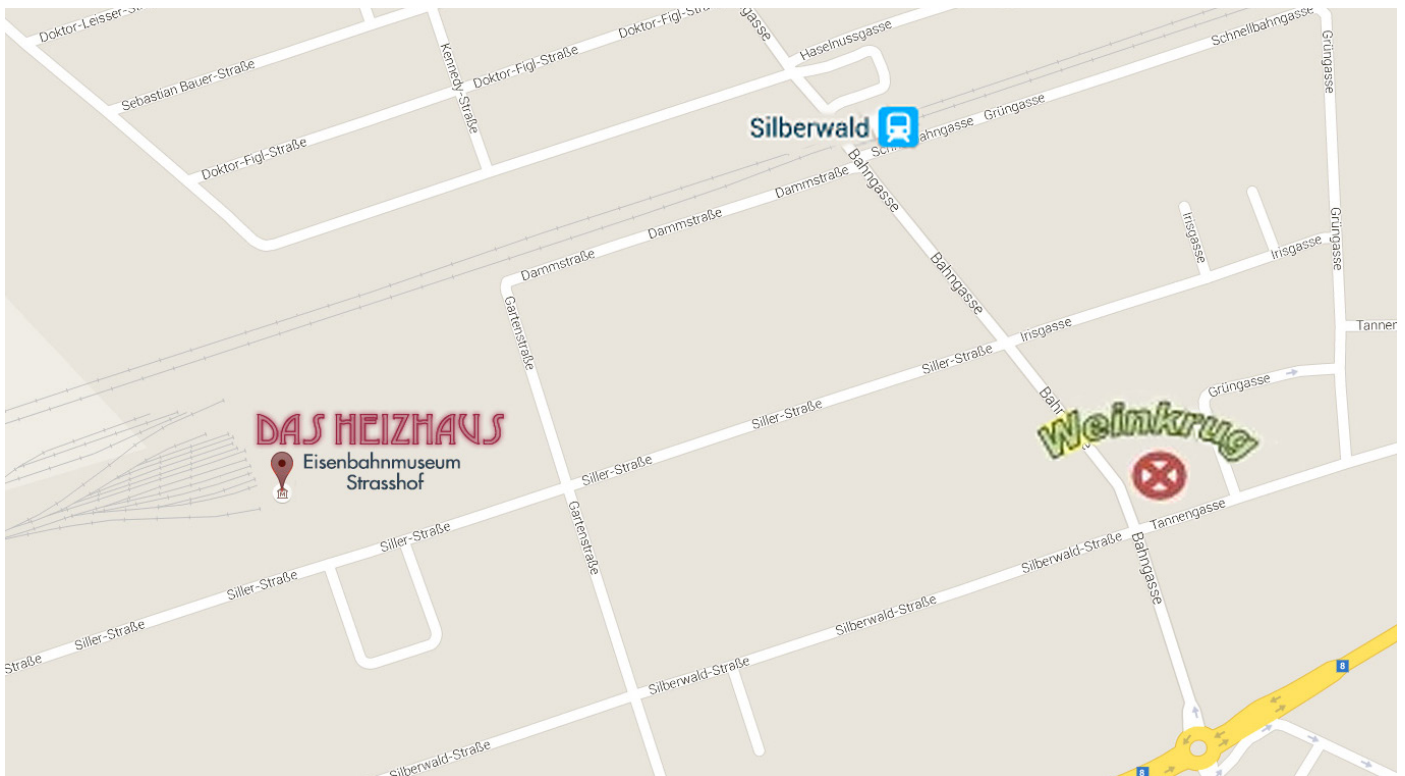 Doktor-Leisser-Straße
Doktor-Figl-Straße
Haselnussgasse
Schnellbahngasse
Grüngasse
Kennedy-Straße
Sebastian Bauer-Straße
Doktor-Figl-Straße
Silberwald
Grüngasse
Doktor-Figl-Straße
Bahngasse
Dammstraße
Dammstraße
Dammstraße
Bahngasse
Irisgasse
Irisgasse
Grüngasse
Gartenstraße
Irisgasse
Siller-Straße
Grüngasse
Siller-Straße
DAS HEIZHAUS
Eisenbahnmuseum
Strasshof
Weinkrug
Siller-Straße
Siller-Straße
Gartenstraße
Tannengasse
Siller-Straße
Silberwald-Straße
Bahngasse
Siller-Straße
Silberwald-Straße
Straße
Silberwald-Straße
8
Silberwald-Straße
8